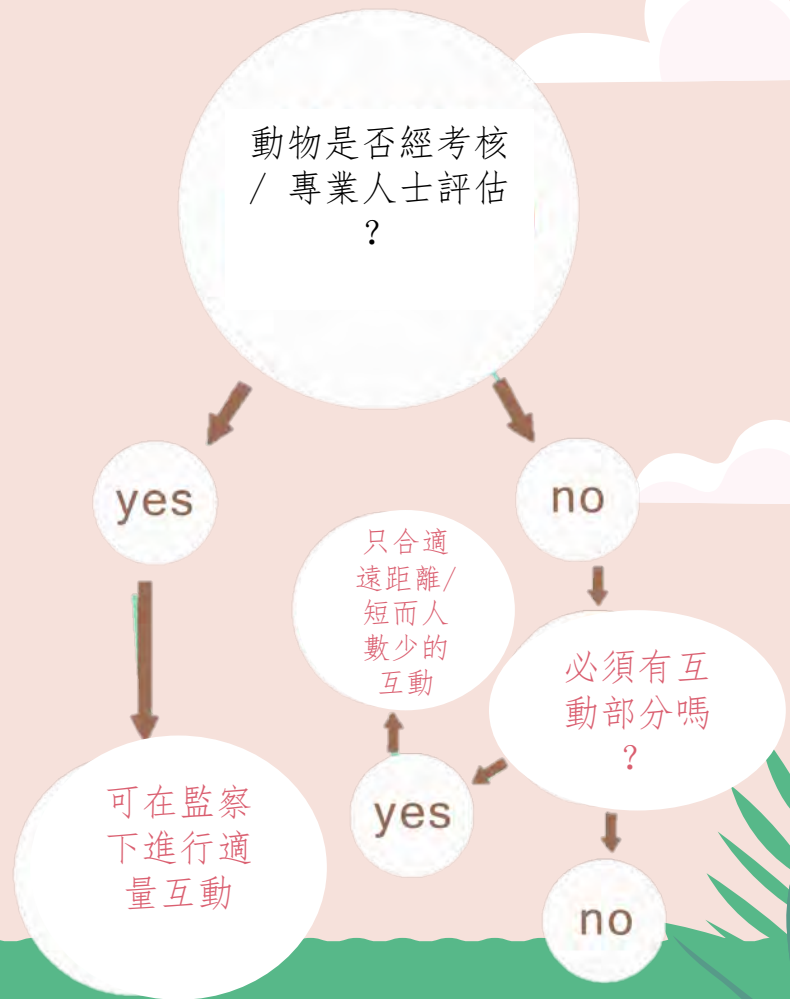 動物是否經考核
/ 專業人士評估
?
yes
no
只合適
遠距離/
短而人
數少的
互動
必須有互
動部分嗎
?
yes
可在監察
下進行適
量互動
no